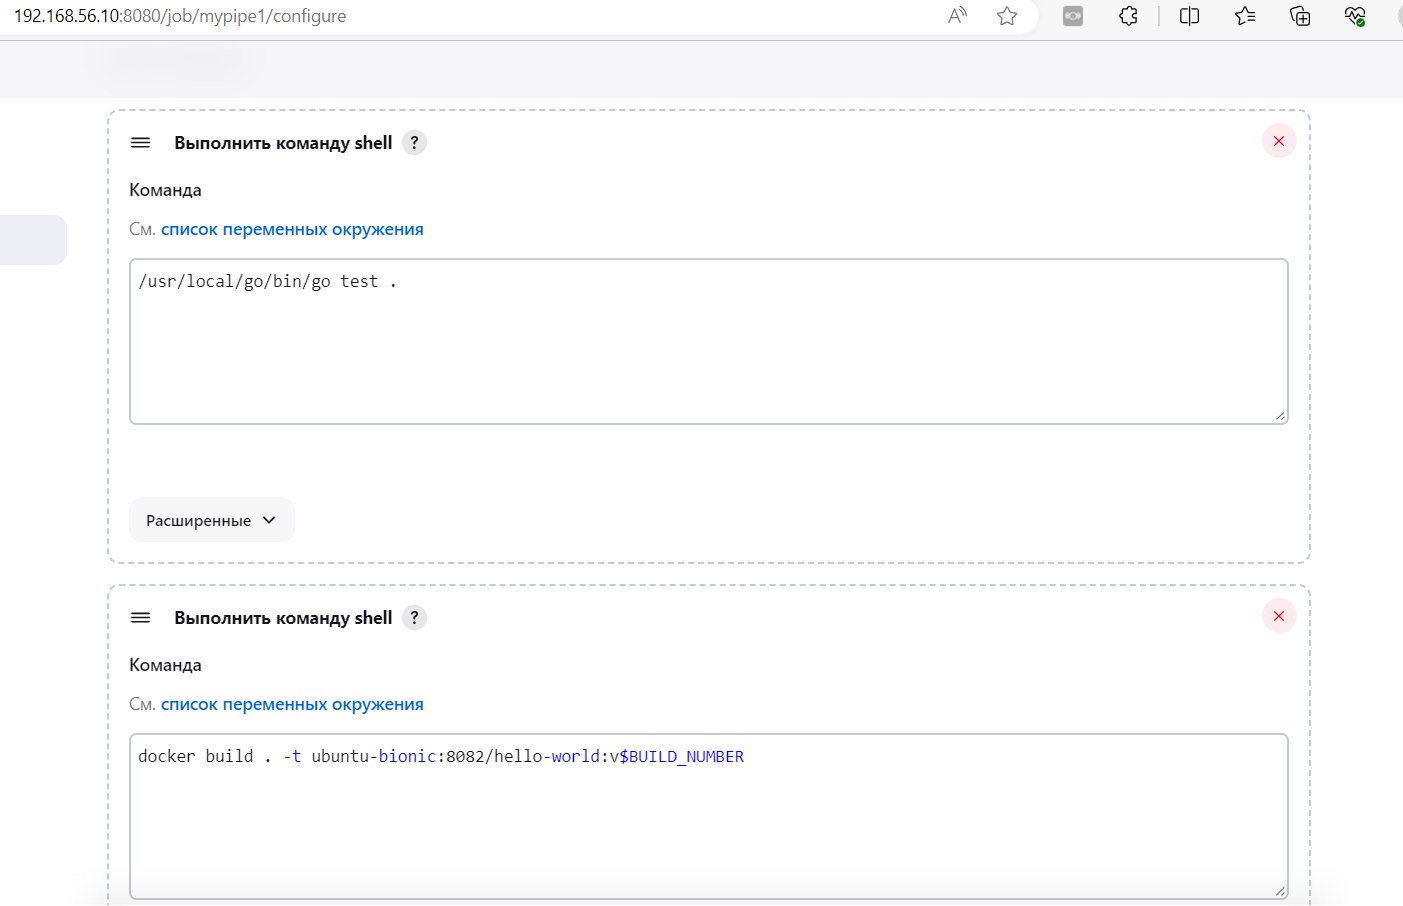 192.168.56.10:8080/job/mypipe1/configure
Выполнить команду shell ?
Команда
См. список переменных окружения
/usr/local/go/bin/go test .
Расширенные
Выполнить команду shell ?
Команда
См. список переменных окружения
docker build . -t ubuntu-bionic:8082/hello-world:v$BUILD_NUMBER